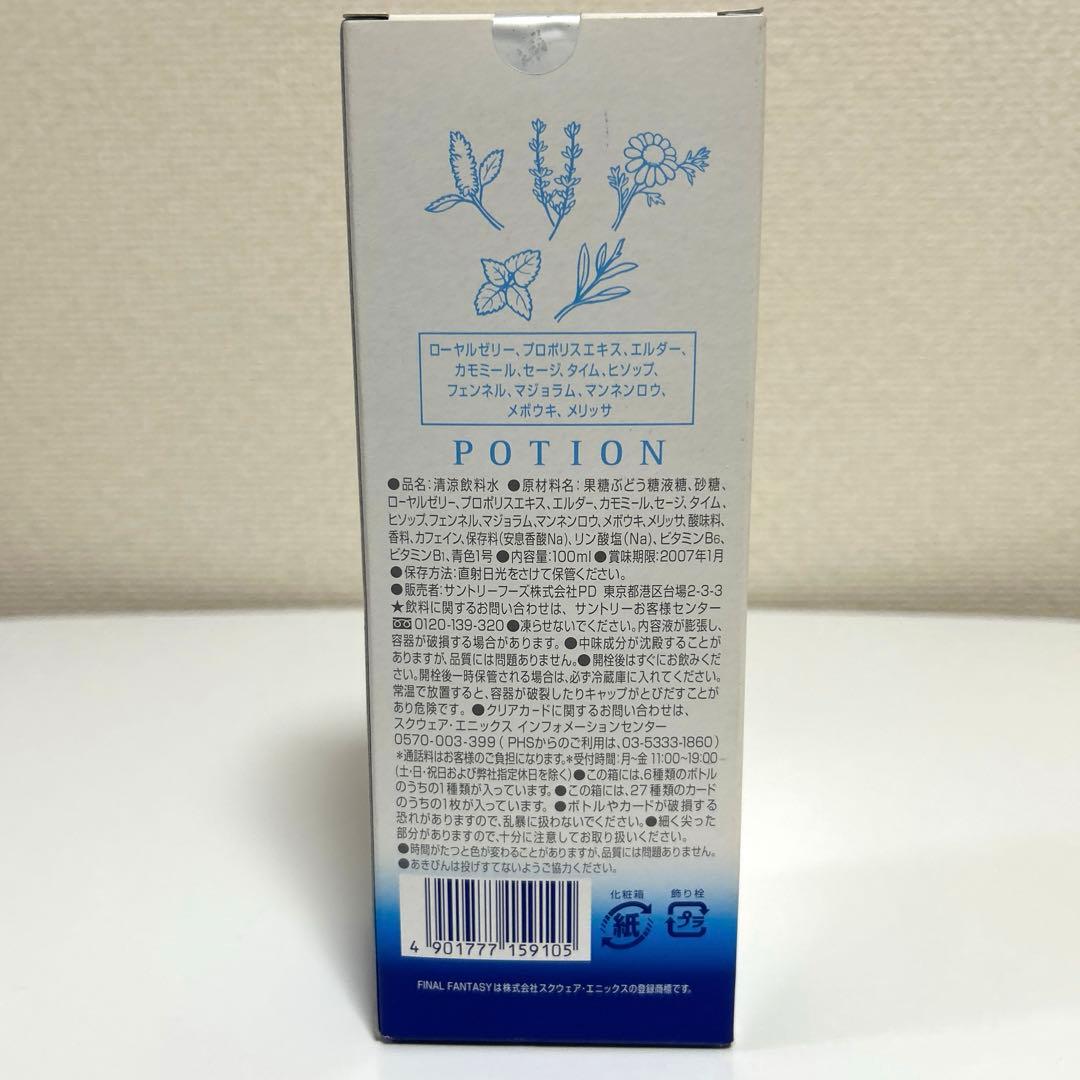 ローヤルゼリー、プロポリスエキス、エルダー、
カモミール、セージ、タイム、ヒソップ、
フェンネル、マジョラム、マンネンロウ、
メボウキ、メリッサ
POTION
●品名：清涼飲料水 ●原材料名：果糖ぶどう糖液糖、砂糖、
ローヤルゼリー、プロポリスエキス、エルダー、カモミール、セージ、タイム、
ヒソップ、フェンネル、マジョラム、マンネンロウ、メボウキ、メリッサ、酸味料、
香料、カフェイン、保存料(安息香酸Na)、リン酸塩(Na)、ビタミンB6、
ビタミンB1、青色1号 ●内容量：100ml ●賞味期限：2007年1月
●保存方法：直射日光をさけて保管ください。
●販売者：サントリーフーズ株式会社PD 東京都港区台場2-3-3
★飲料に関するお問い合わせは、サントリーお客様センター
0120-139-320 ●凍らせないでください。内容液が膨張し、
容器が破損する場合があります。●中味成分が沈殿することが
ありますが、品質には問題ありません。●開栓後はすぐにお飲みくだ
さい。開栓後一時保管される場合は、必ず冷蔵庫に入れてください。
常温で放置すると、容器が破裂したりキャップがとびだすことが
あり危険です。●クリアカードに関するお問い合わせは、
スクウェア・エニックス インフォメーションセンター
0570-003-399 ( PHSからのご利用は、03-5333-1860)
*通話料はお客様のご負担になります。*受付時間：月～金 11:00～19:00
(土・日・祝日および弊社指定休日を除く)●この箱には、6種類のボトル
のうちの1種類が入っています。●この箱には、27種類のカード
のうちの1枚が入っています。●ボトルやカードが破損する
恐れがありますので、乱暴に扱わないでください。●細く尖った
部分がありますので、十分に注意してお取り扱いください。
●時間がたつと色が変わることがありますが、品質には問題ありません。
●あきびんは投げすてないようご協力ください。
化粧箱 飾り栓
紙 プラ
4 901777 159105
FINAL FANTASYは株式会社スクウェア・エニックスの登録商標です。